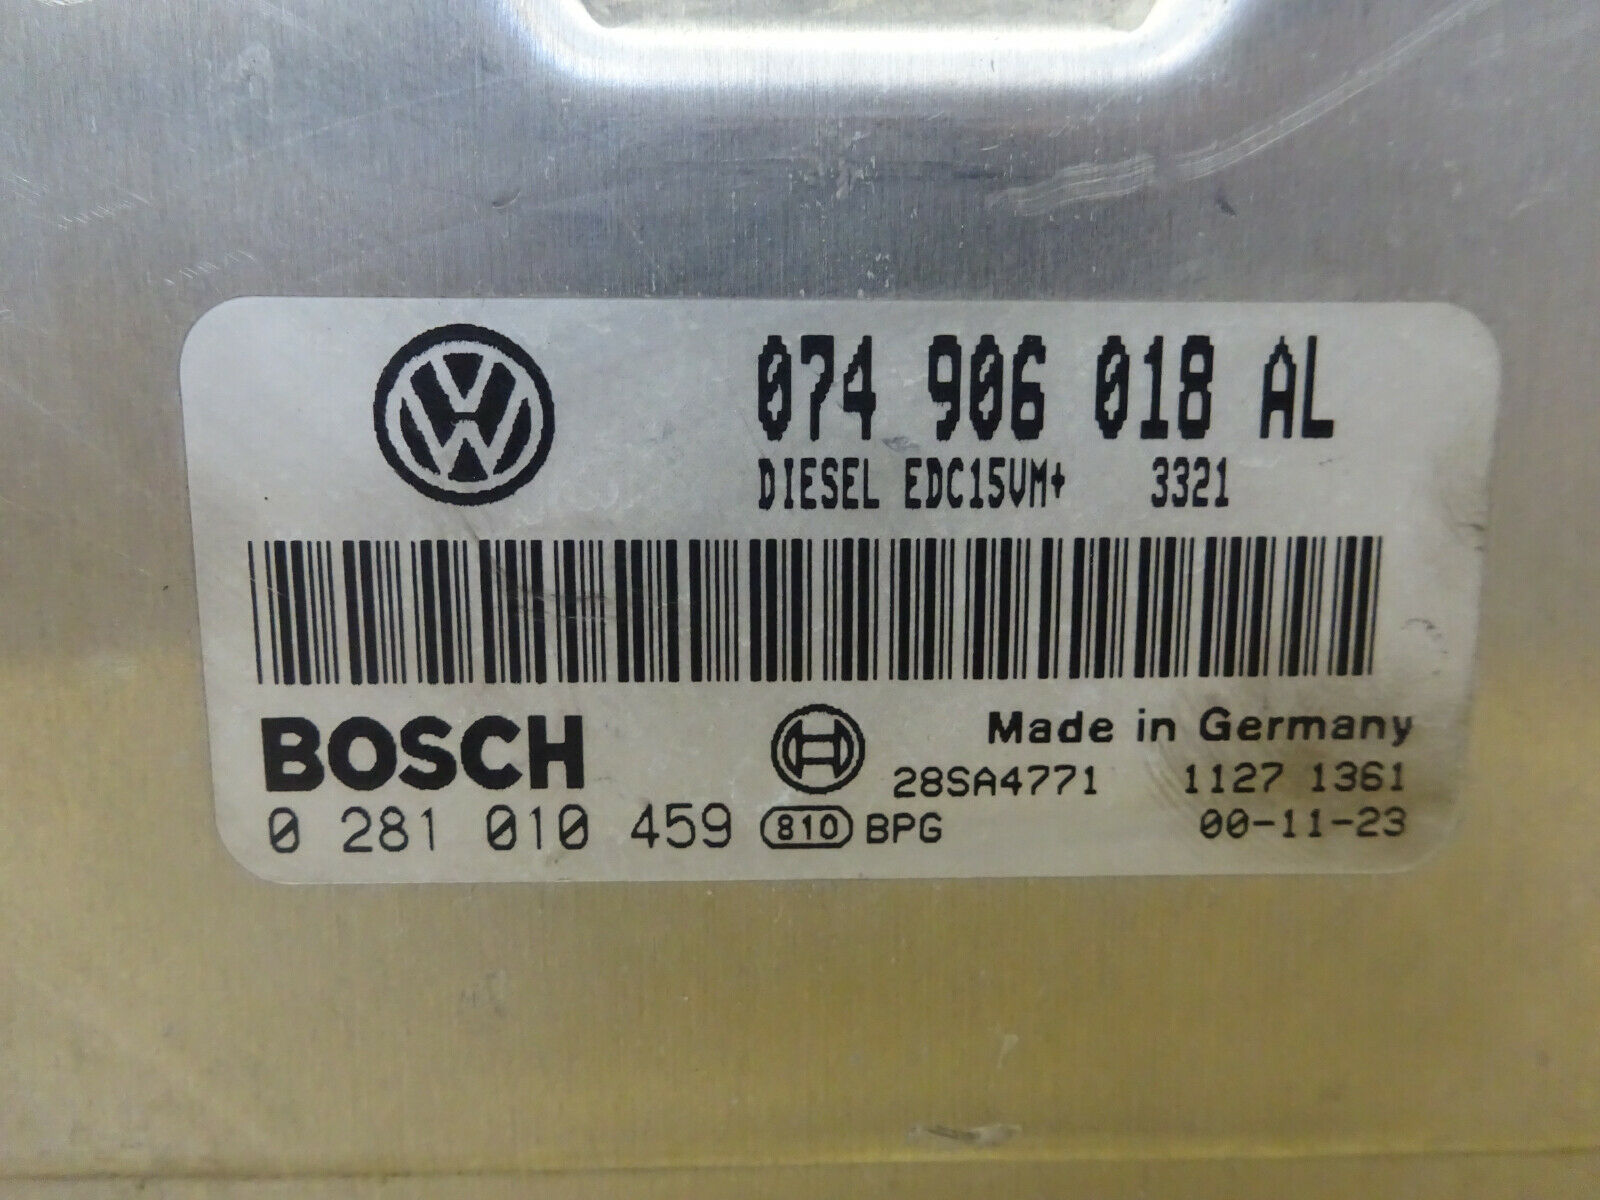 074 906 018 AL
DIESEL EDC15VM+ 3321
BOSCH
Made in Germany
28SA4771 1127 1361
0 281 010 459 810 BPG 00-11-23